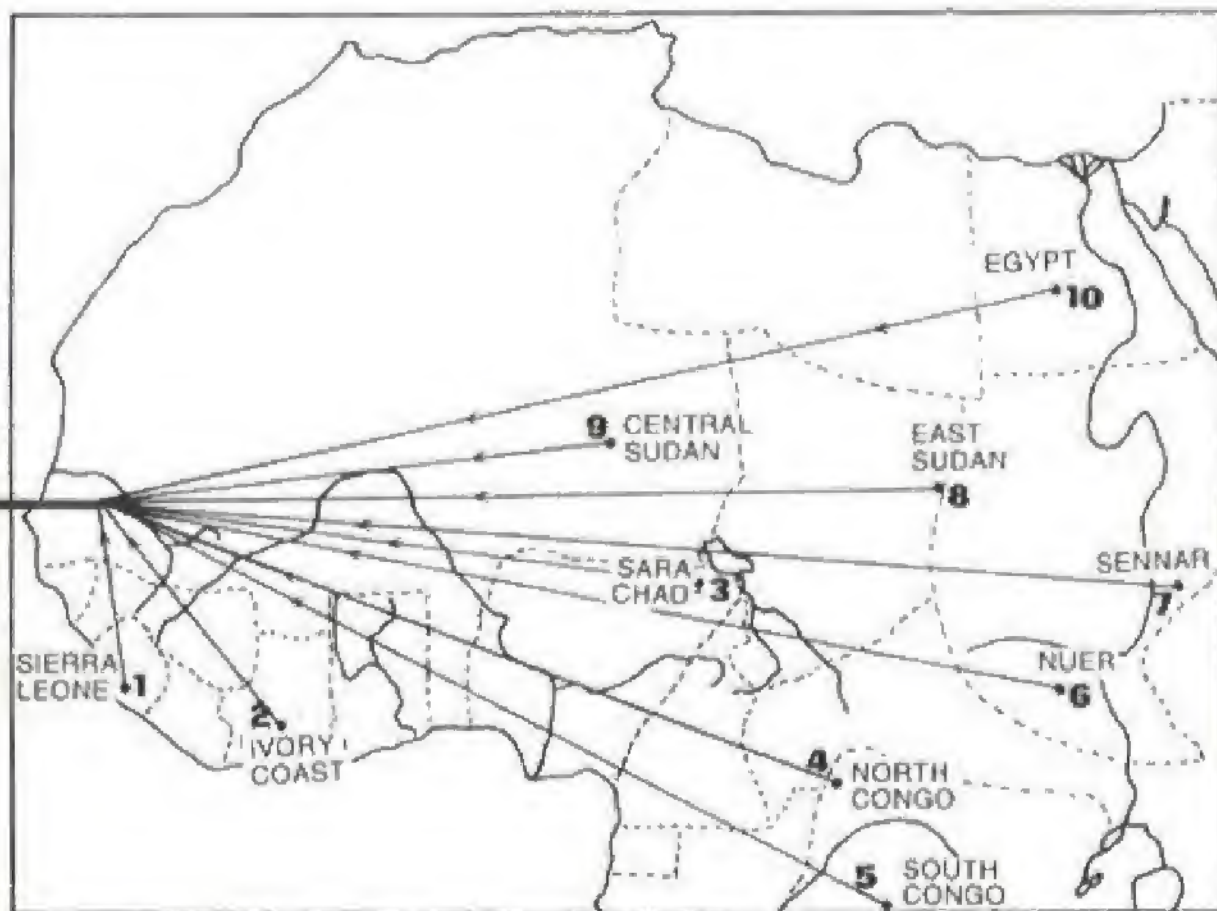 EGYPT
10
9 CENTRAL
SUDAN
EAST
SUDAN
8
SENNAR
7
SARA
CHAD 3
NUER
6
SIERRA
LEONE 1
2
IVORY
COAST
4 NORTH
CONGO
5 SOUTH
CONGO